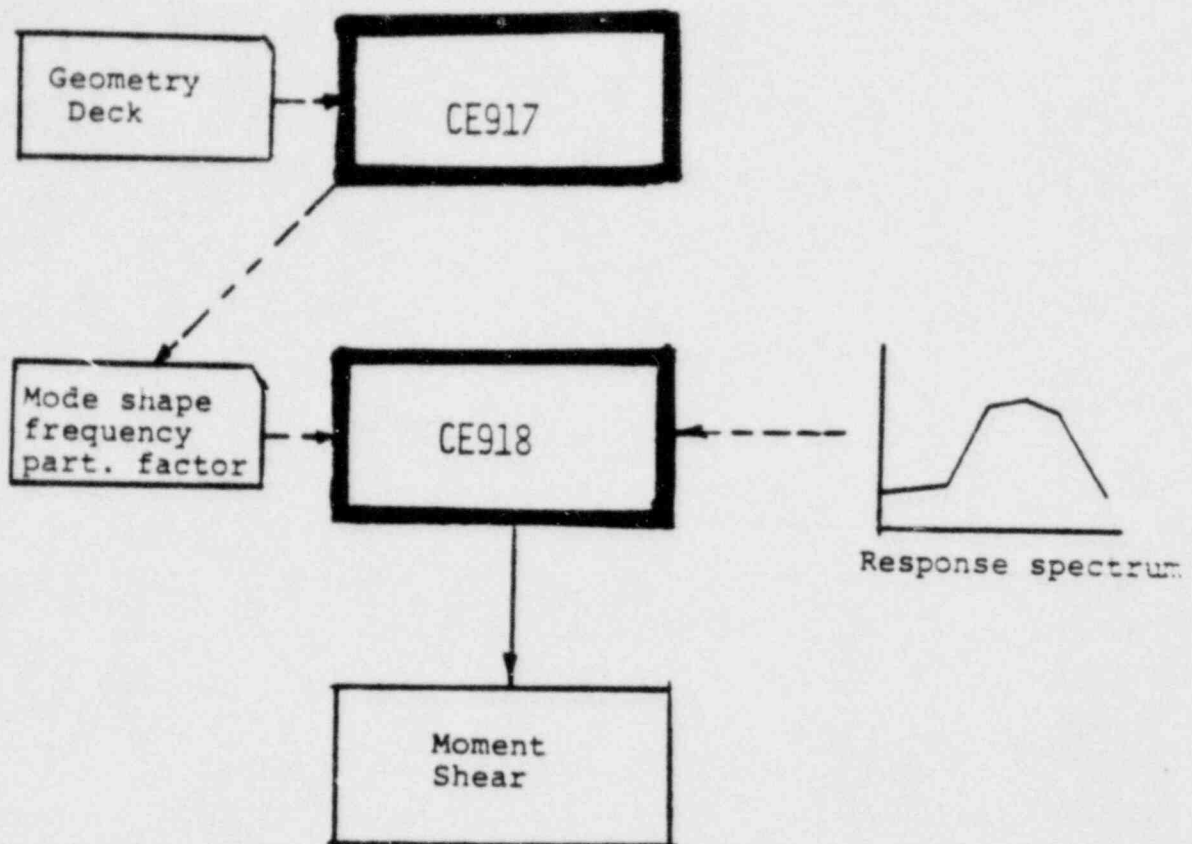 Geometry
Deck
CE917
Mode shape
frequency
part. factor
CE918
Response spectrum
Moment
Shear